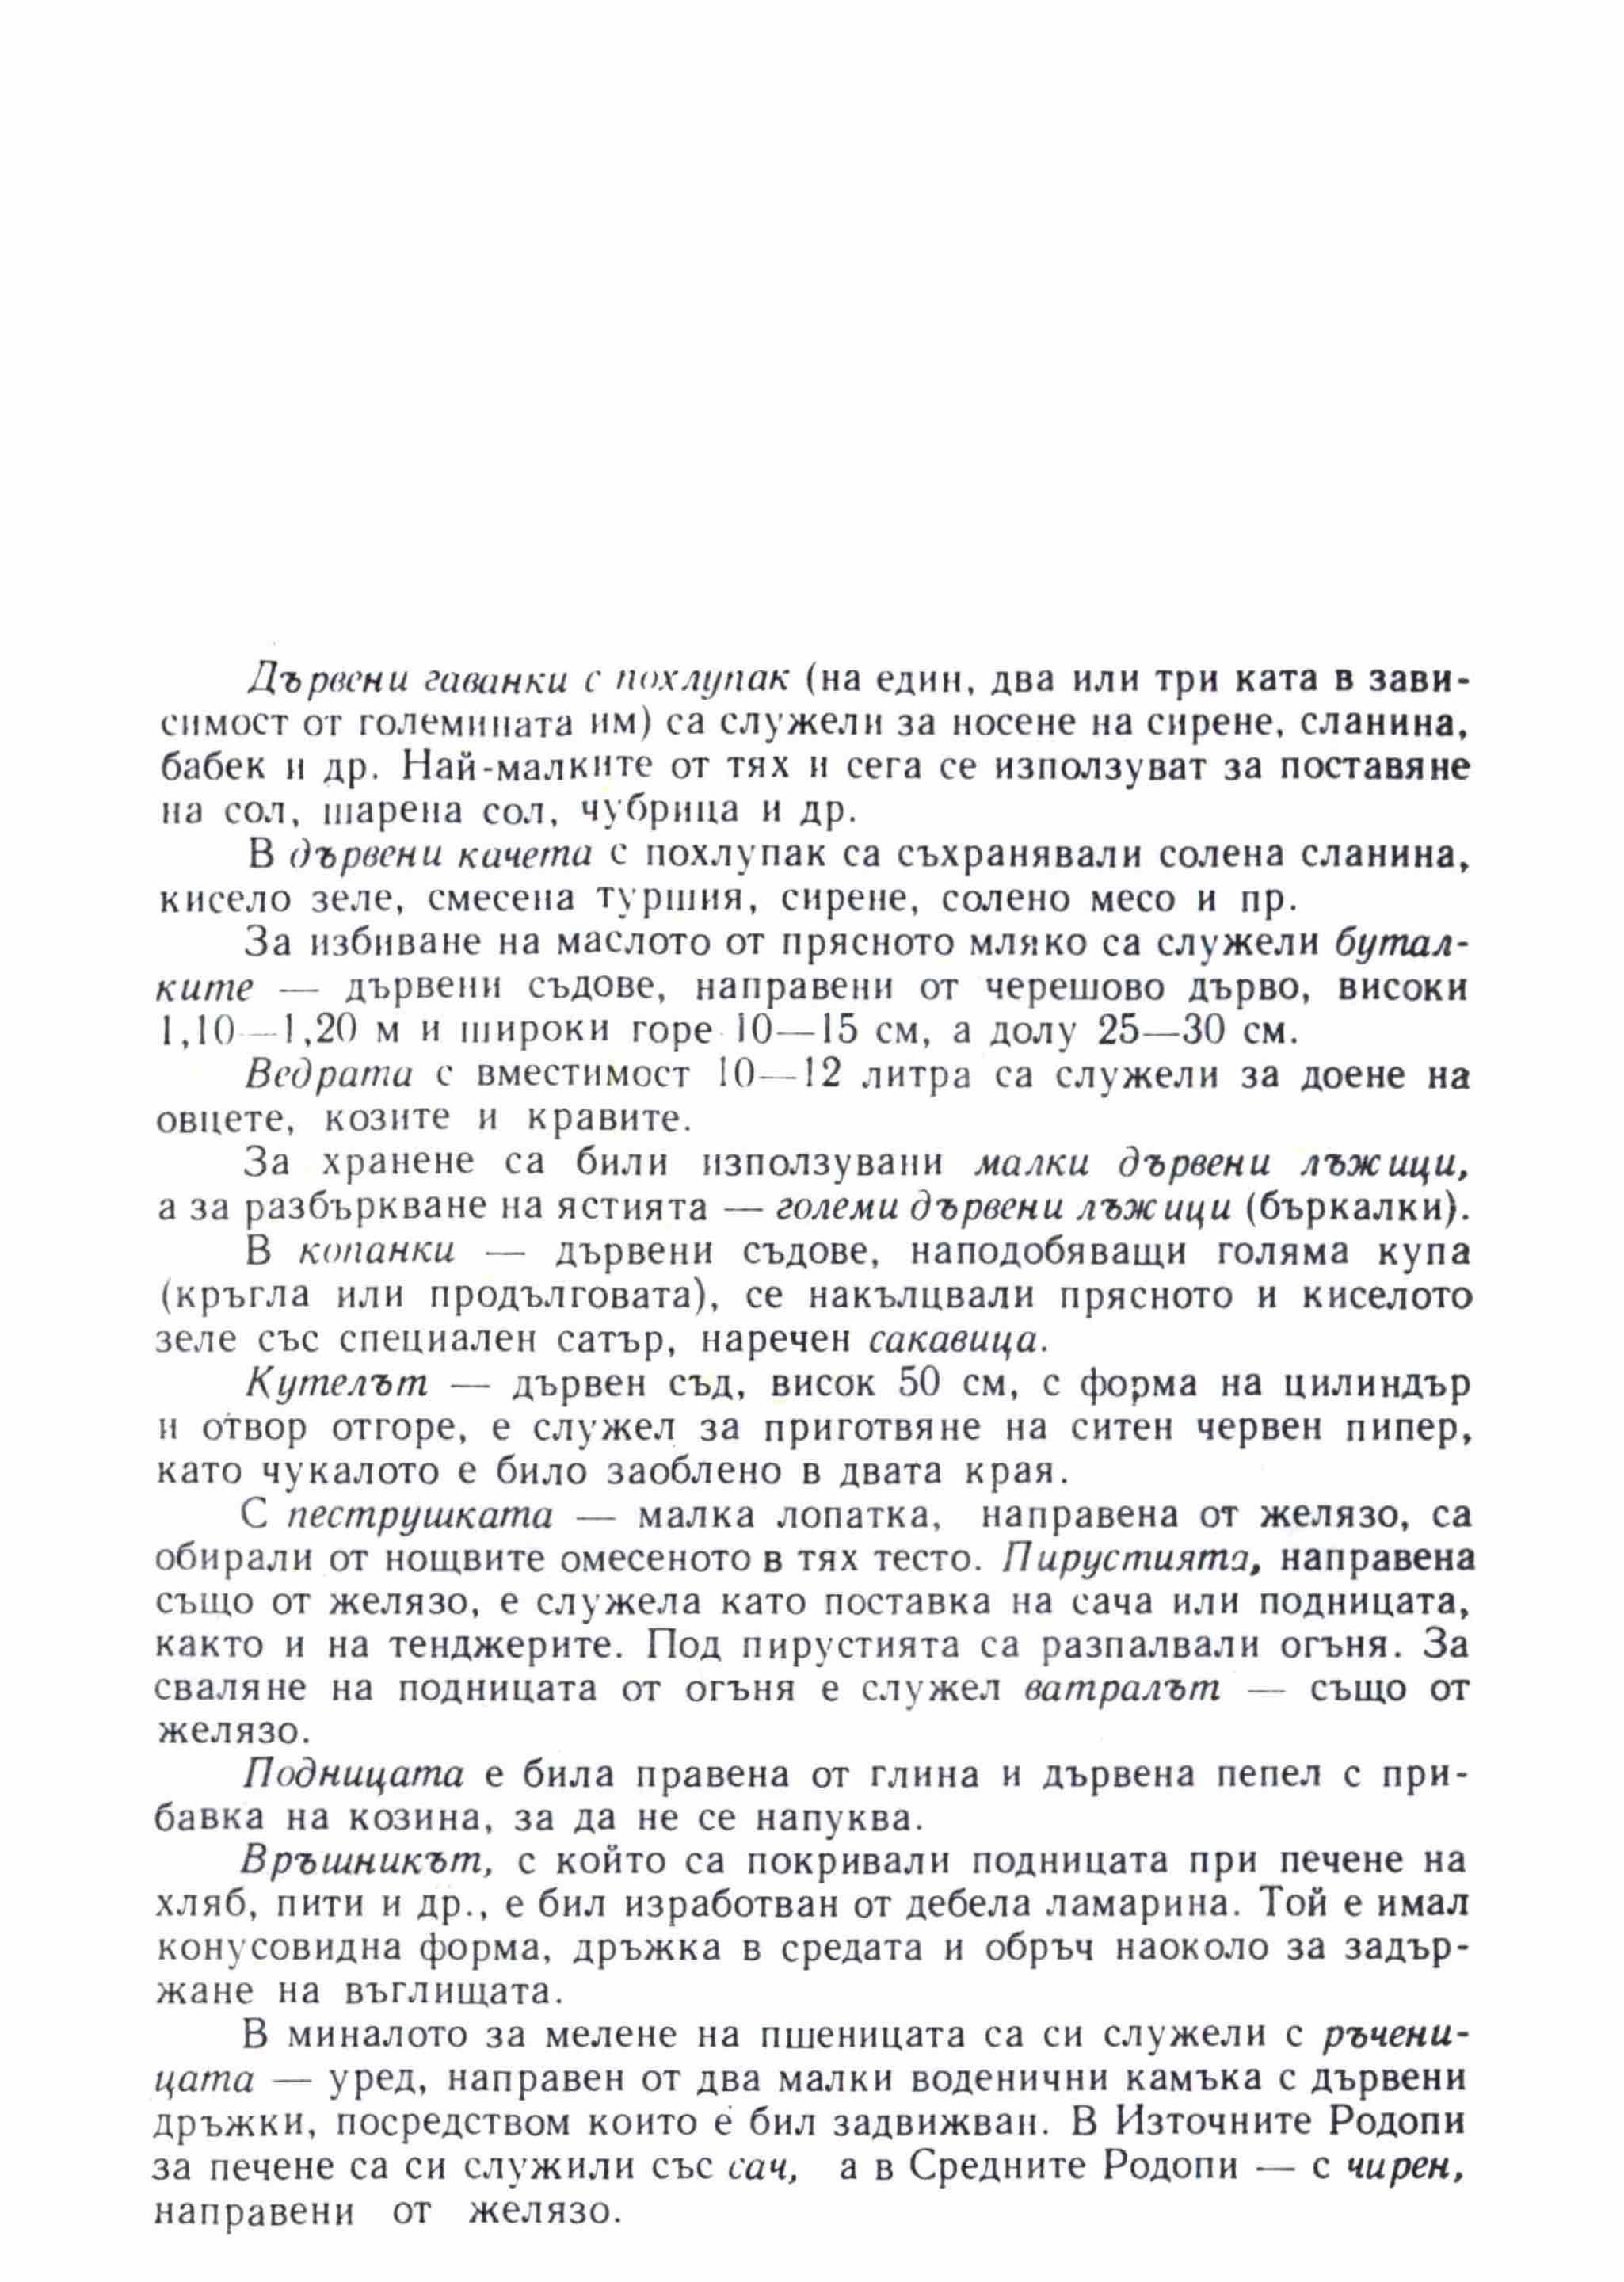 Дървени гаванки с похлупак (на един, два или три ката в зави-
симост от големината им) са служели за носене на сирене, сланина,
бабек и др. Най-малките от тях и сега се използуват за поставяне
на сол, шарена сол, чубрица и др.
В дървени качета с похлупак са съхранявали солена сланина,
кисело зеле, смесена туршия, сирене, солено месо и пр.
За избиване на маслото от прясното мляко са служели бутал-
ките — дървени съдове, направени от черешово дърво, високи
1,10—1,20 м и широки горе 10—15 см, а долу 25—30 см.
Ведрата с вместимост 10—12 литра са служели за доене на
овцете, козите и кравите.
За хранене са били използувани малки дървени лъжици,
а за разбъркване на ястията — големи дървени лъжици (бъркалки).
В копанки — дървени съдове, наподобяващи голяма купа
(кръгла или продълговата), се накълцвали прясното и киселото
зеле със специален сатър, наречен сакавица.
Кутелът — дървен съд, висок 50 см, с форма на цилиндър
и отвор отгоре, е служел за приготвяне на ситен червен пипер,
като чукалото е било заоблено в двата края.
С пеструшката — малка лопатка, направена от желязо, са
обирали от нощвите омесеното в тях тесто. Пирустията, направена
също от желязо, е служела като поставка на сача или подницата,
както и на тенджерите. Под пирустията са разпалвали огъня. За
сваляне на подницата от огъня е служел ватралът — също от
желязо.
Подницата е била правена от глина и дървена пепел с при-
бавка на козина, за да не се напуква.
Връшникът, с който са покривали подницата при печене на
хляб, пити и др., е бил изработван от дебела ламарина. Той е имал
конусовидна форма, дръжка в средата и обръч наоколо за задър-
жане на въглищата.
В миналото за мелене на пшеницата са си служели с ръчени-
цата — уред, направен от два малки воденични камъка с дървени
дръжки, посредством които е бил задвижван. В Източните Родопи
за печене са си служили със сач, а в Средните Родопи — с чирен,
направени от желязо.